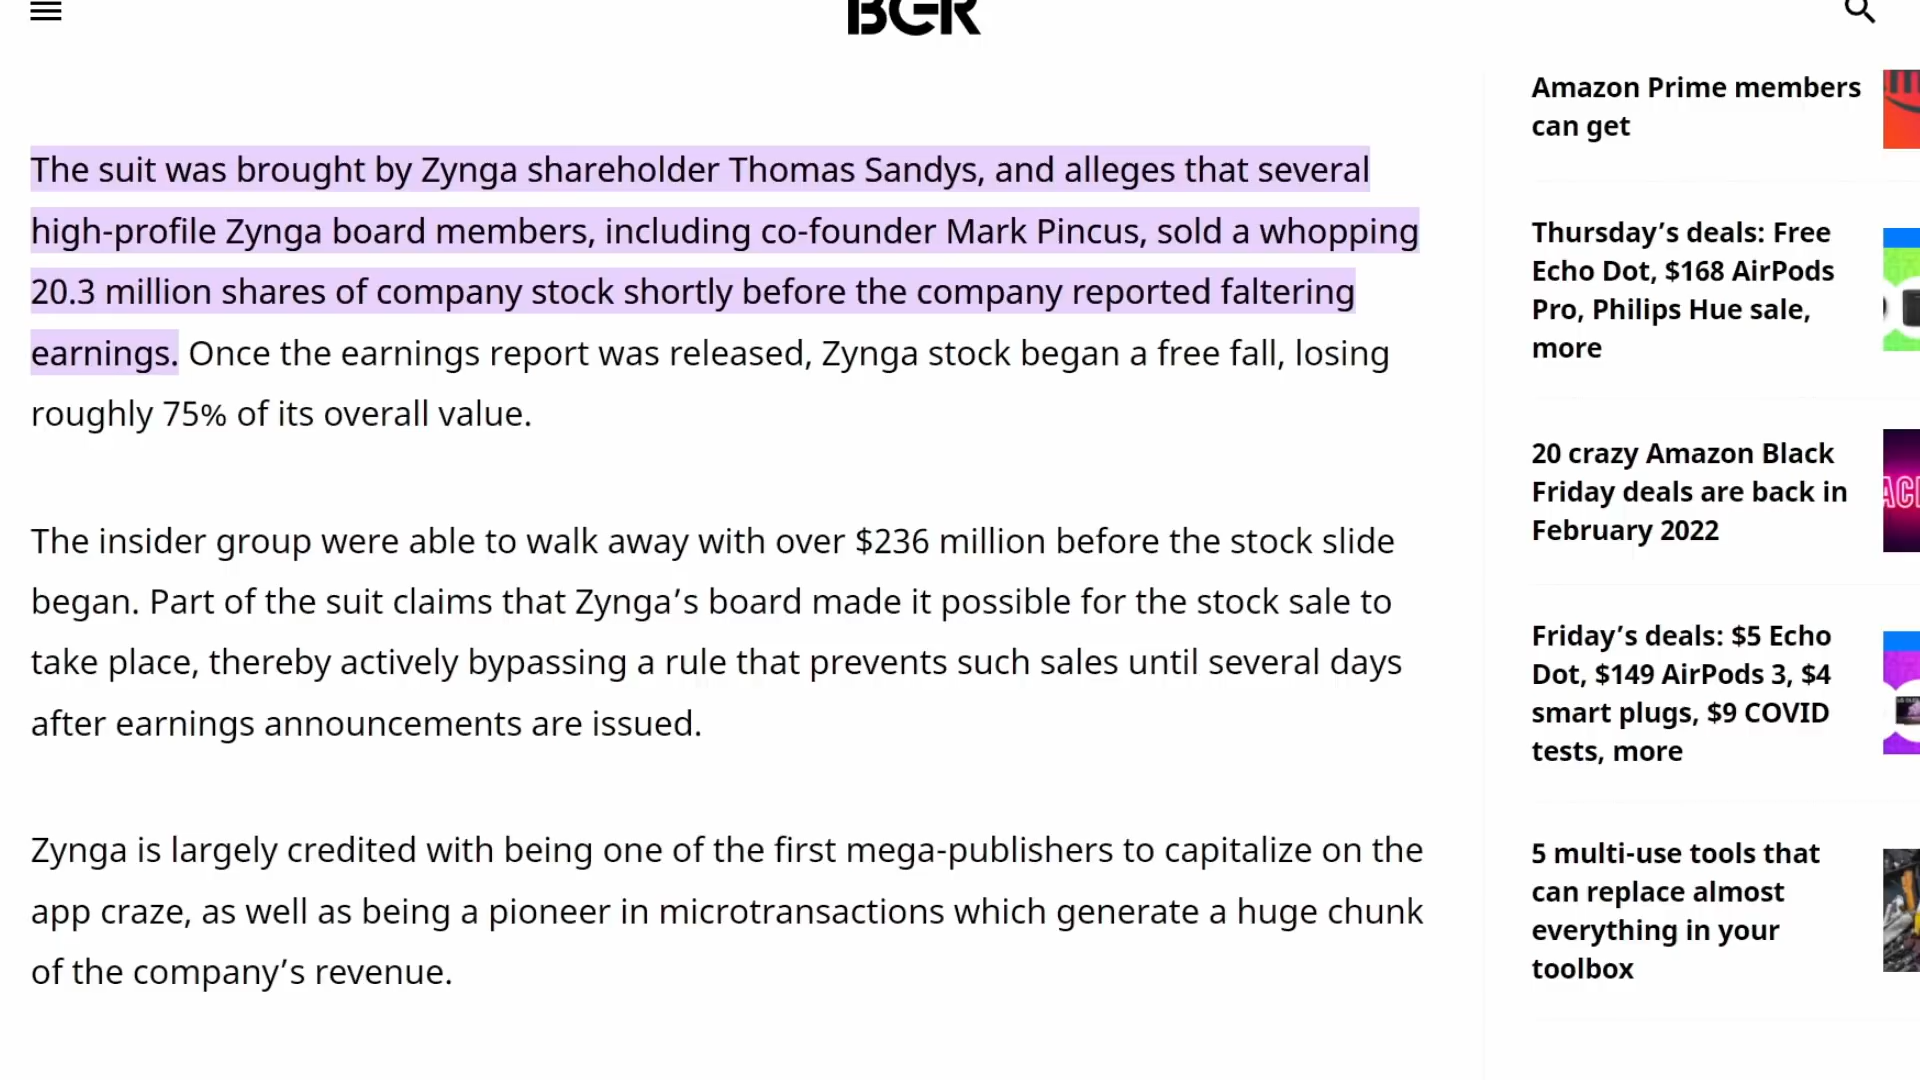 BGR
The suit was brought by Zynga shareholder Thomas Sandys, and alleges that several
high-profile Zynga board members, including co-founder Mark Pincus, sold a whopping
20.3 million shares of company stock shortly before the company reported faltering
earnings. Once the earnings report was released, Zynga stock began a free fall, losing
roughly 75% of its overall value.
The insider group were able to walk away with over $236 million before the stock slide
began. Part of the suit claims that Zynga’s board made it possible for the stock sale to
take place, thereby actively bypassing a rule that prevents such sales until several days
after earnings announcements are issued.
Zynga is largely credited with being one of the first mega-publishers to capitalize on the
app craze, as well as being a pioneer in microtransactions which generate a huge chunk
of the company’s revenue.
Amazon Prime members
can get
Thursday’s deals: Free
Echo Dot, $168 AirPods
Pro, Philips Hue sale,
more
20 crazy Amazon Black
Friday deals are back in
February 2022
Friday’s deals: $5 Echo
Dot, $149 AirPods 3, $4
smart plugs, $9 COVID
tests, more
5 multi-use tools that
can replace almost
everything in your
toolbox